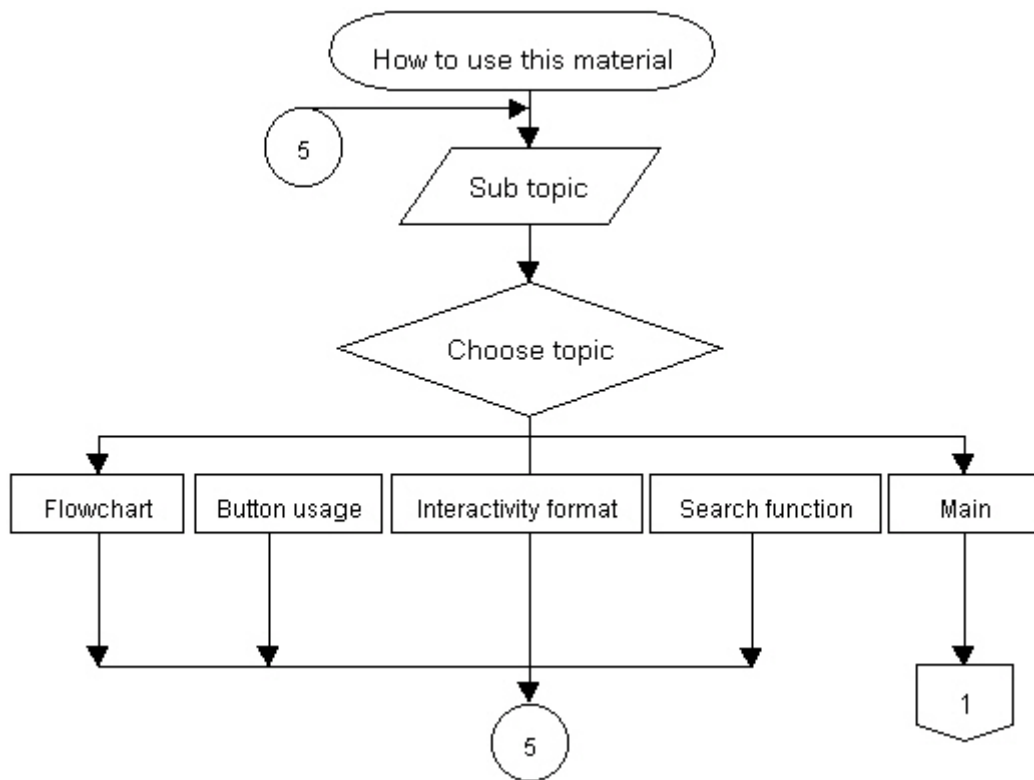 How to use this material
5
Sub topic
Choose topic
Flowchart
Button usage
Interactivity format
Search function
Main
1
5